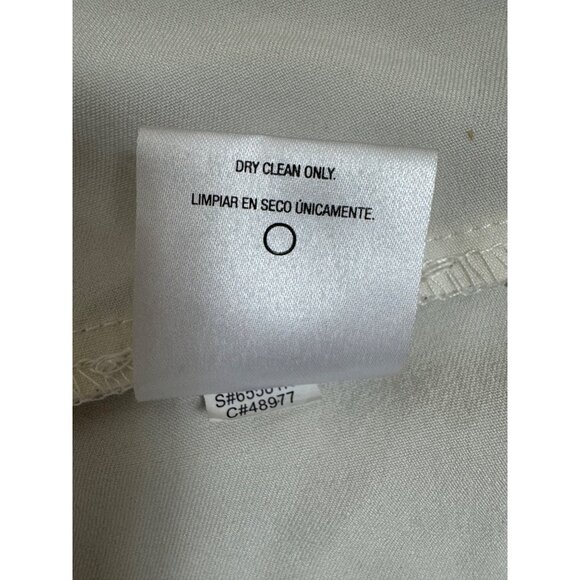 DRY CLEAN ONLY.
LIMPIAR EN SECO ÚNICAMENTE.
C#48977